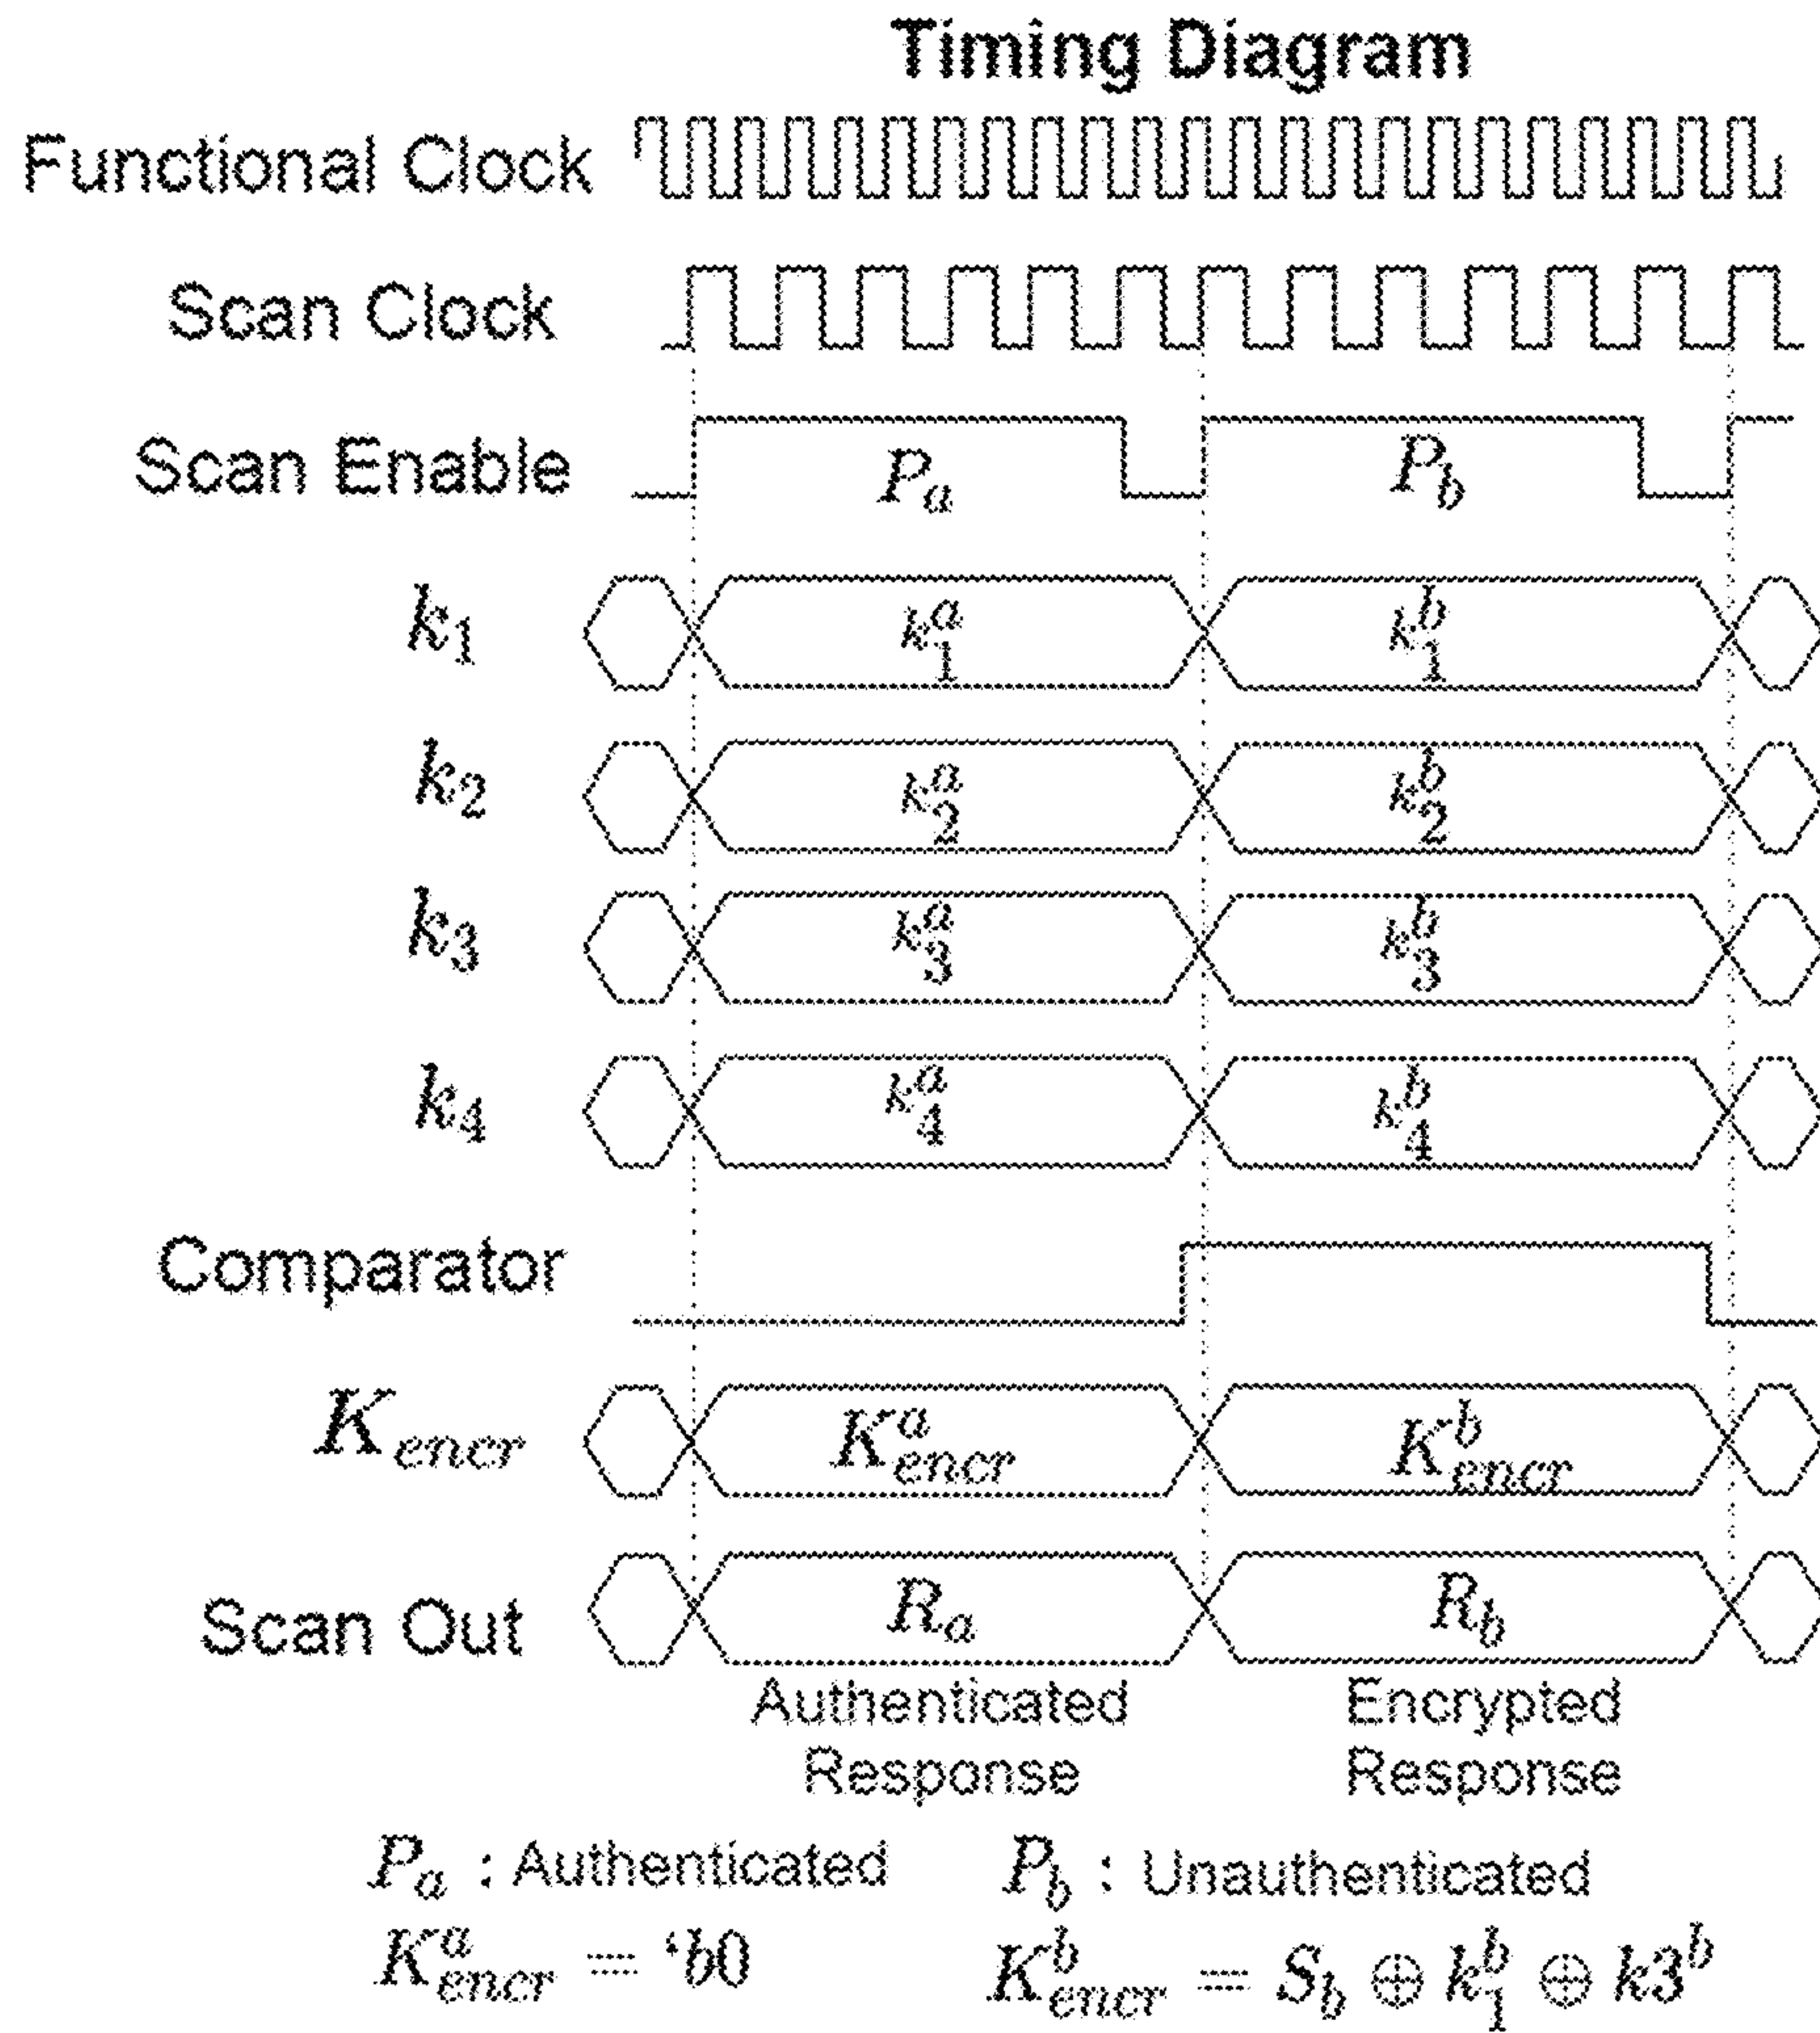 Timing Diagram
Functional Clock
Scan Clock
Scan Enable P_a P_b
k_1 k_1^a k_1^b
k_2 k_2^a k_2^b
k_3 k_3^a k_3^b
k_4 k_4^a k_4^b
Comparator
K_encr K_encr^a K_encr^b
Scan Out R_a R_b
Authenticated Response
Encrypted Response
P_a : Authenticated P_b : Unauthenticated
K_encr^a = ‘b0 K_encr^b = S_b ⊕ k_1^b ⊕ k3^b